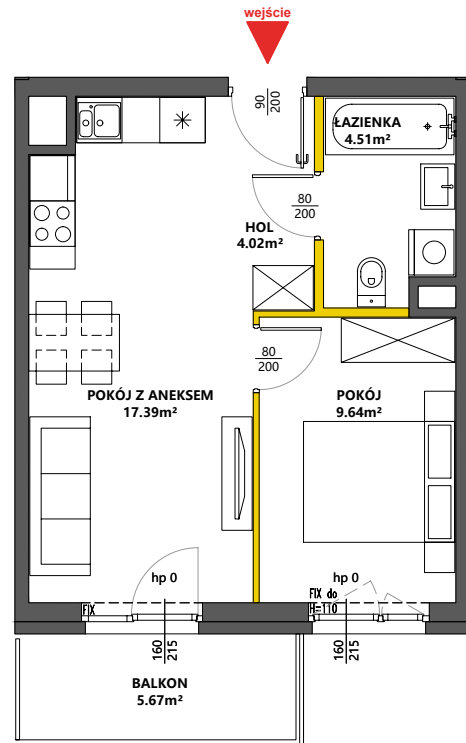 wejście
90
200
ŁAZIENKA
4.51m²
80
200
HOL
4.02m²
80
200
POKÓJ Z ANEKSEM
17.39m²
POKÓJ
9.64m²
hp 0
hp 0
FIX
FIX do
H=110
160
215
160
215
BALKON
5.67m²